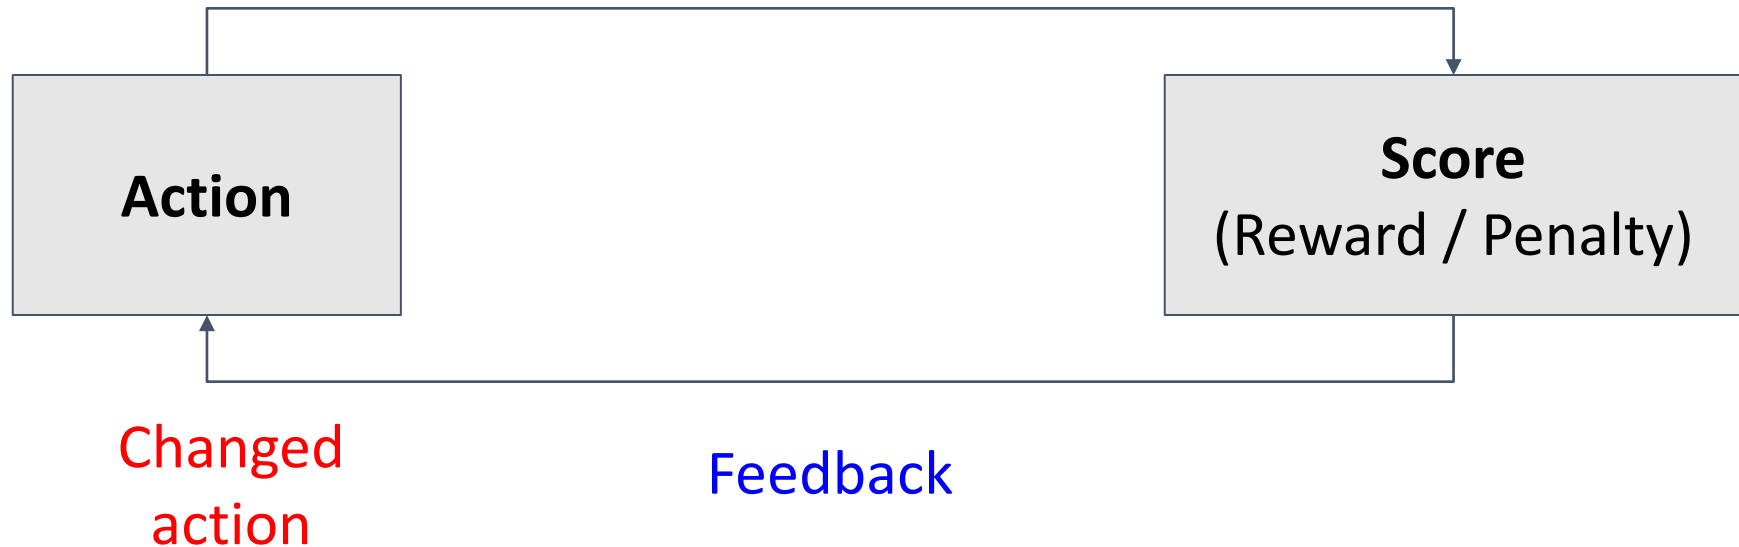 Action
Score
(Reward / Penalty)
Changed
action
Feedback